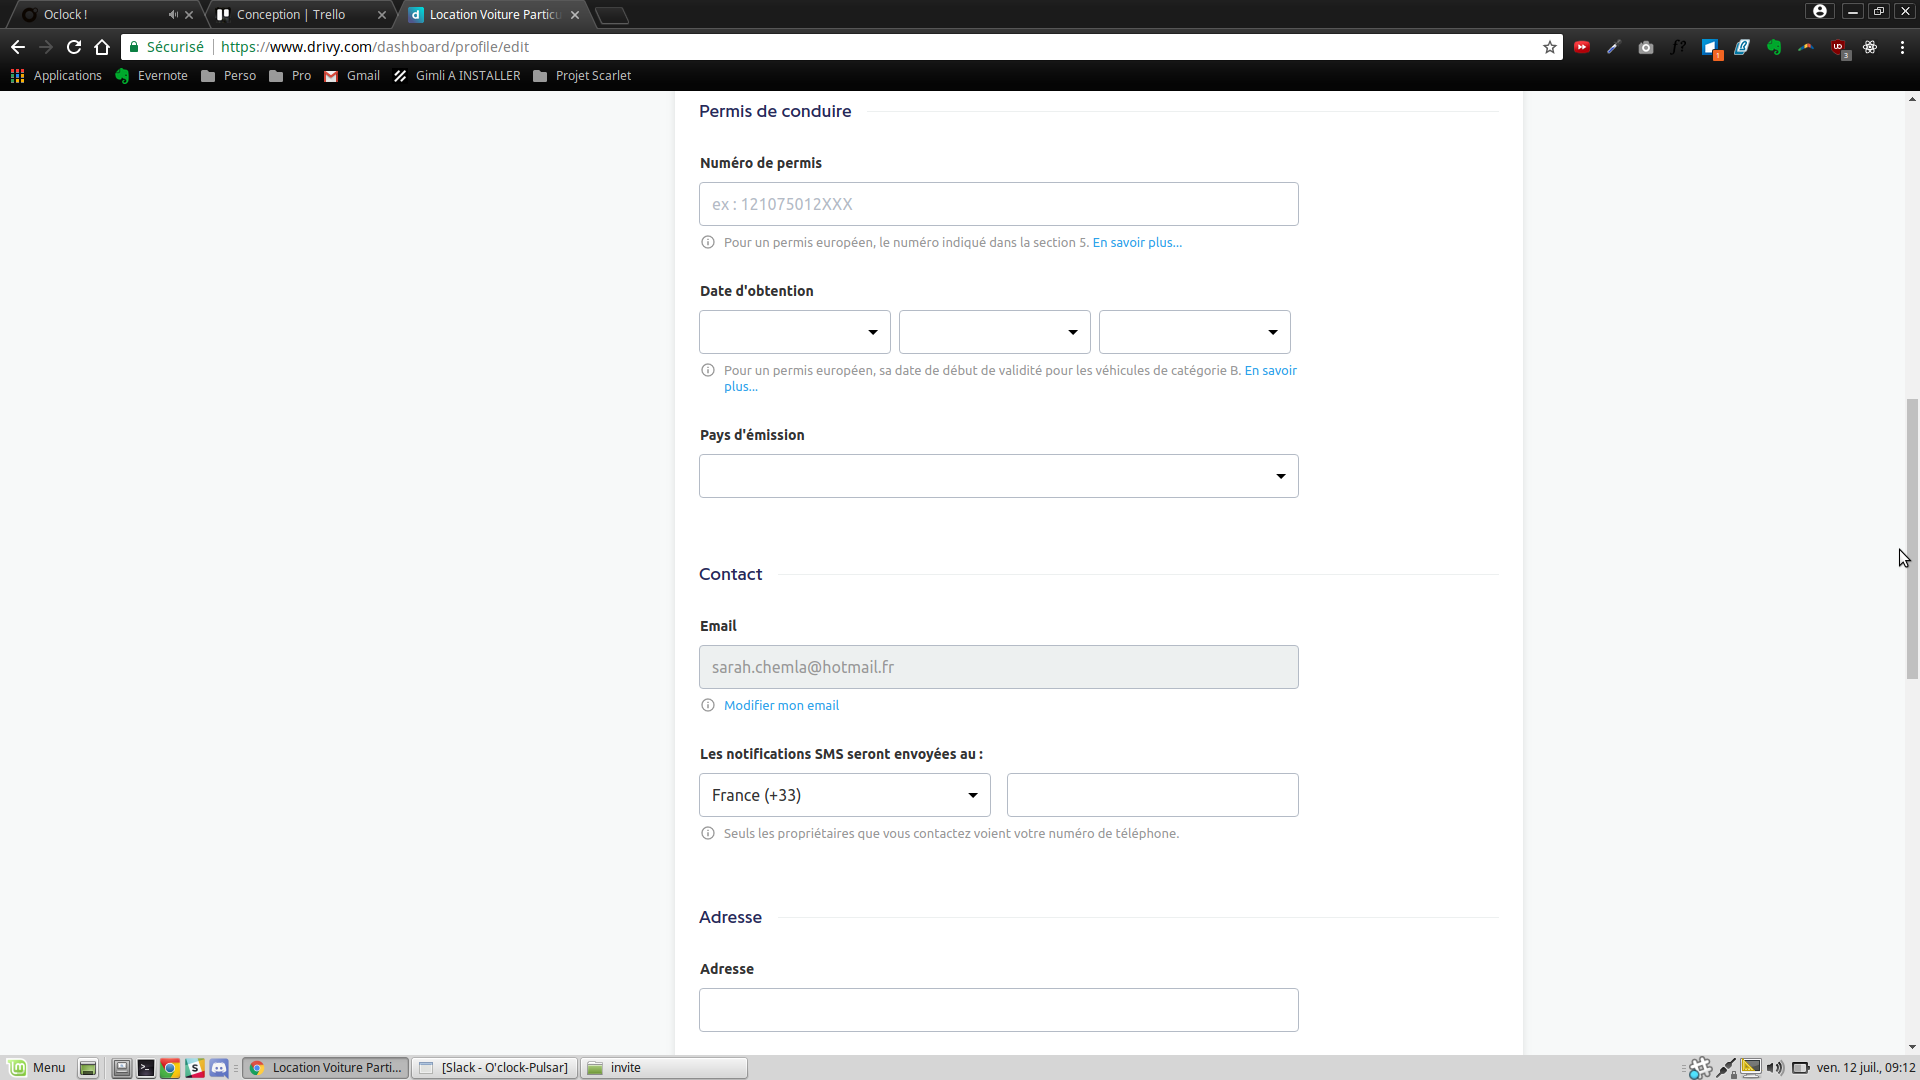 Oclock !
Conception | Trello
Location Voiture Particu
Sécurisé
https://www.drivy.com/dashboard/profile/edit
Applications
Evernote
Perso
Pro
Gmail
Gimli A INSTALLER
Projet Scarlet
Permis de conduire
Numéro de permis
ex : 121075012XXX
Pour un permis européen, le numéro indiqué dans la section 5. En savoir plus...
Date d'obtention
Pour un permis européen, sa date de début de validité pour les véhicules de catégorie B. En savoir
plus...
Pays d'émission
Contact
Email
sarah.chemla@hotmail.fr
Modifier mon email
Les notifications SMS seront envoyées au :
France (+33)
Seuls les propriétaires que vous contactez voient votre numéro de téléphone.
Adresse
Adresse
Menu
Location Voiture Parti...
[Slack - O'clock-Pulsar]
invite
ven. 12 juil., 09:12